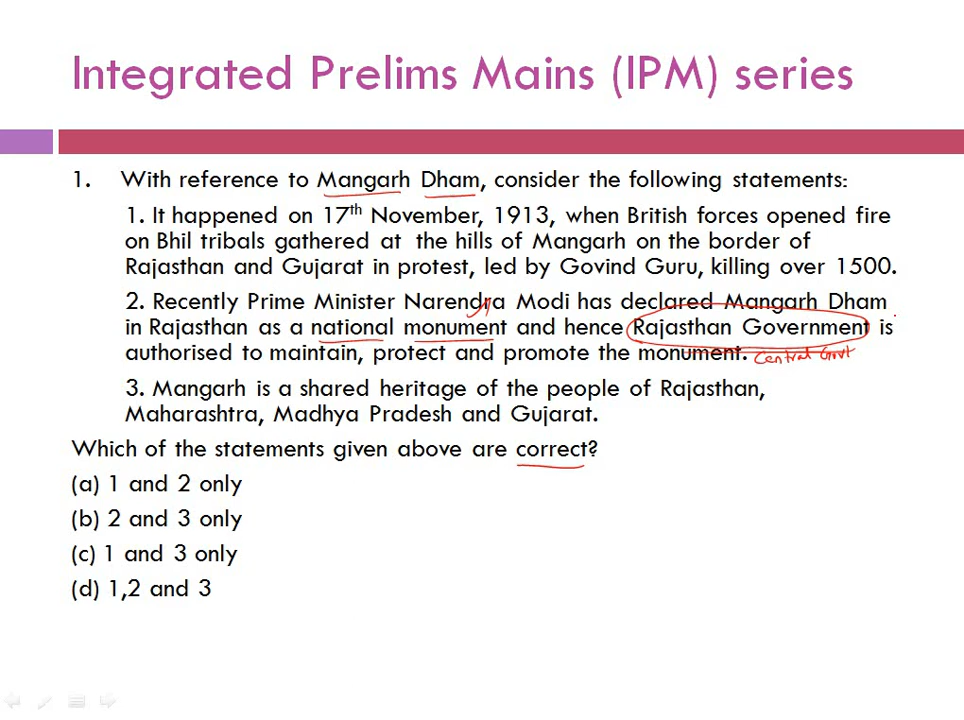 Integrated Prelims Mains (IPM) series
1. With reference to Mangarh Dham, consider the following statements:
1. It happened on 17th November, 1913, when British forces opened fire
on Bhil tribals gathered at the hills of Mangarh on the border of
Rajasthan and Gujarat in protest, led by Govind Guru, killing over 1500.
2. Recently Prime Minister Narendra Modi has declared Mangarh Dham
in Rajasthan as a national monument and hence Rajasthan Government is
authorised to maintain, protect and promote the monument. Central Govt
3. Mangarh is a shared heritage of the people of Rajasthan,
Maharashtra, Madhya Pradesh and Gujarat.
Which of the statements given above are correct?
(a) 1 and 2 only
(b) 2 and 3 only
(c) 1 and 3 only
(d) 1,2 and 3